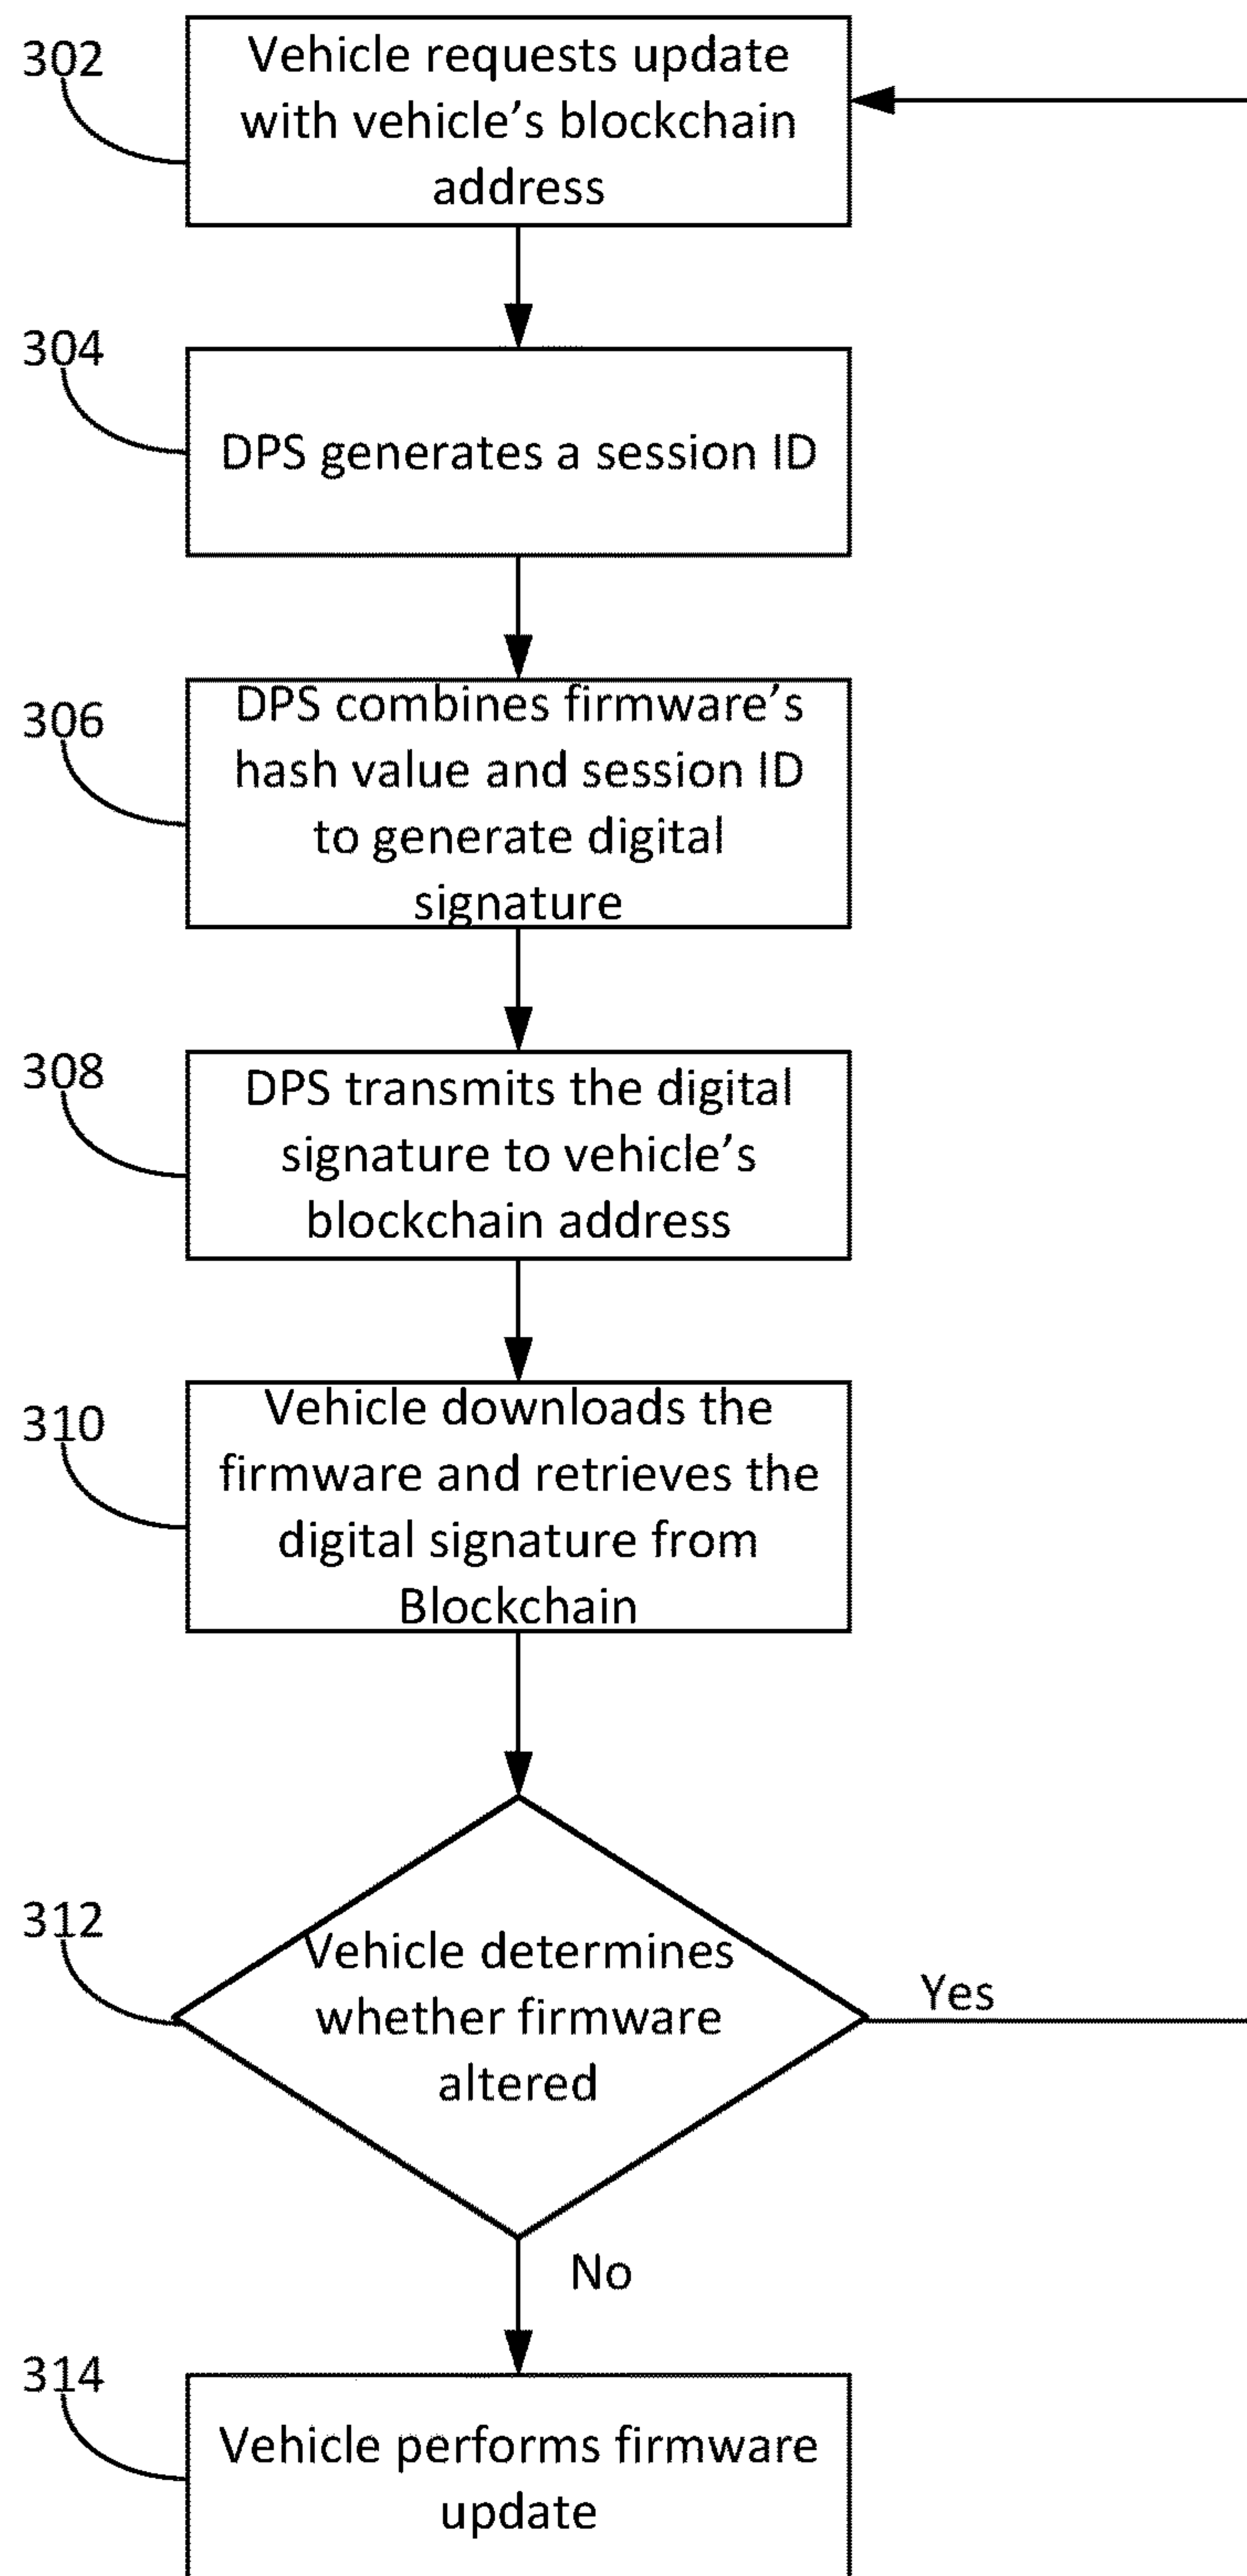 302
Vehicle requests update
with vehicle’s blockchain
address
304
DPS generates a session ID
306
DPS combines firmware’s
hash value and session ID
to generate digital
signature
308
DPS transmits the digital
signature to vehicle’s
blockchain address
310
Vehicle downloads the
firmware and retrieves the
digital signature from
Blockchain
312
Vehicle determines
whether firmware
altered
Yes
No
314
Vehicle performs firmware
update